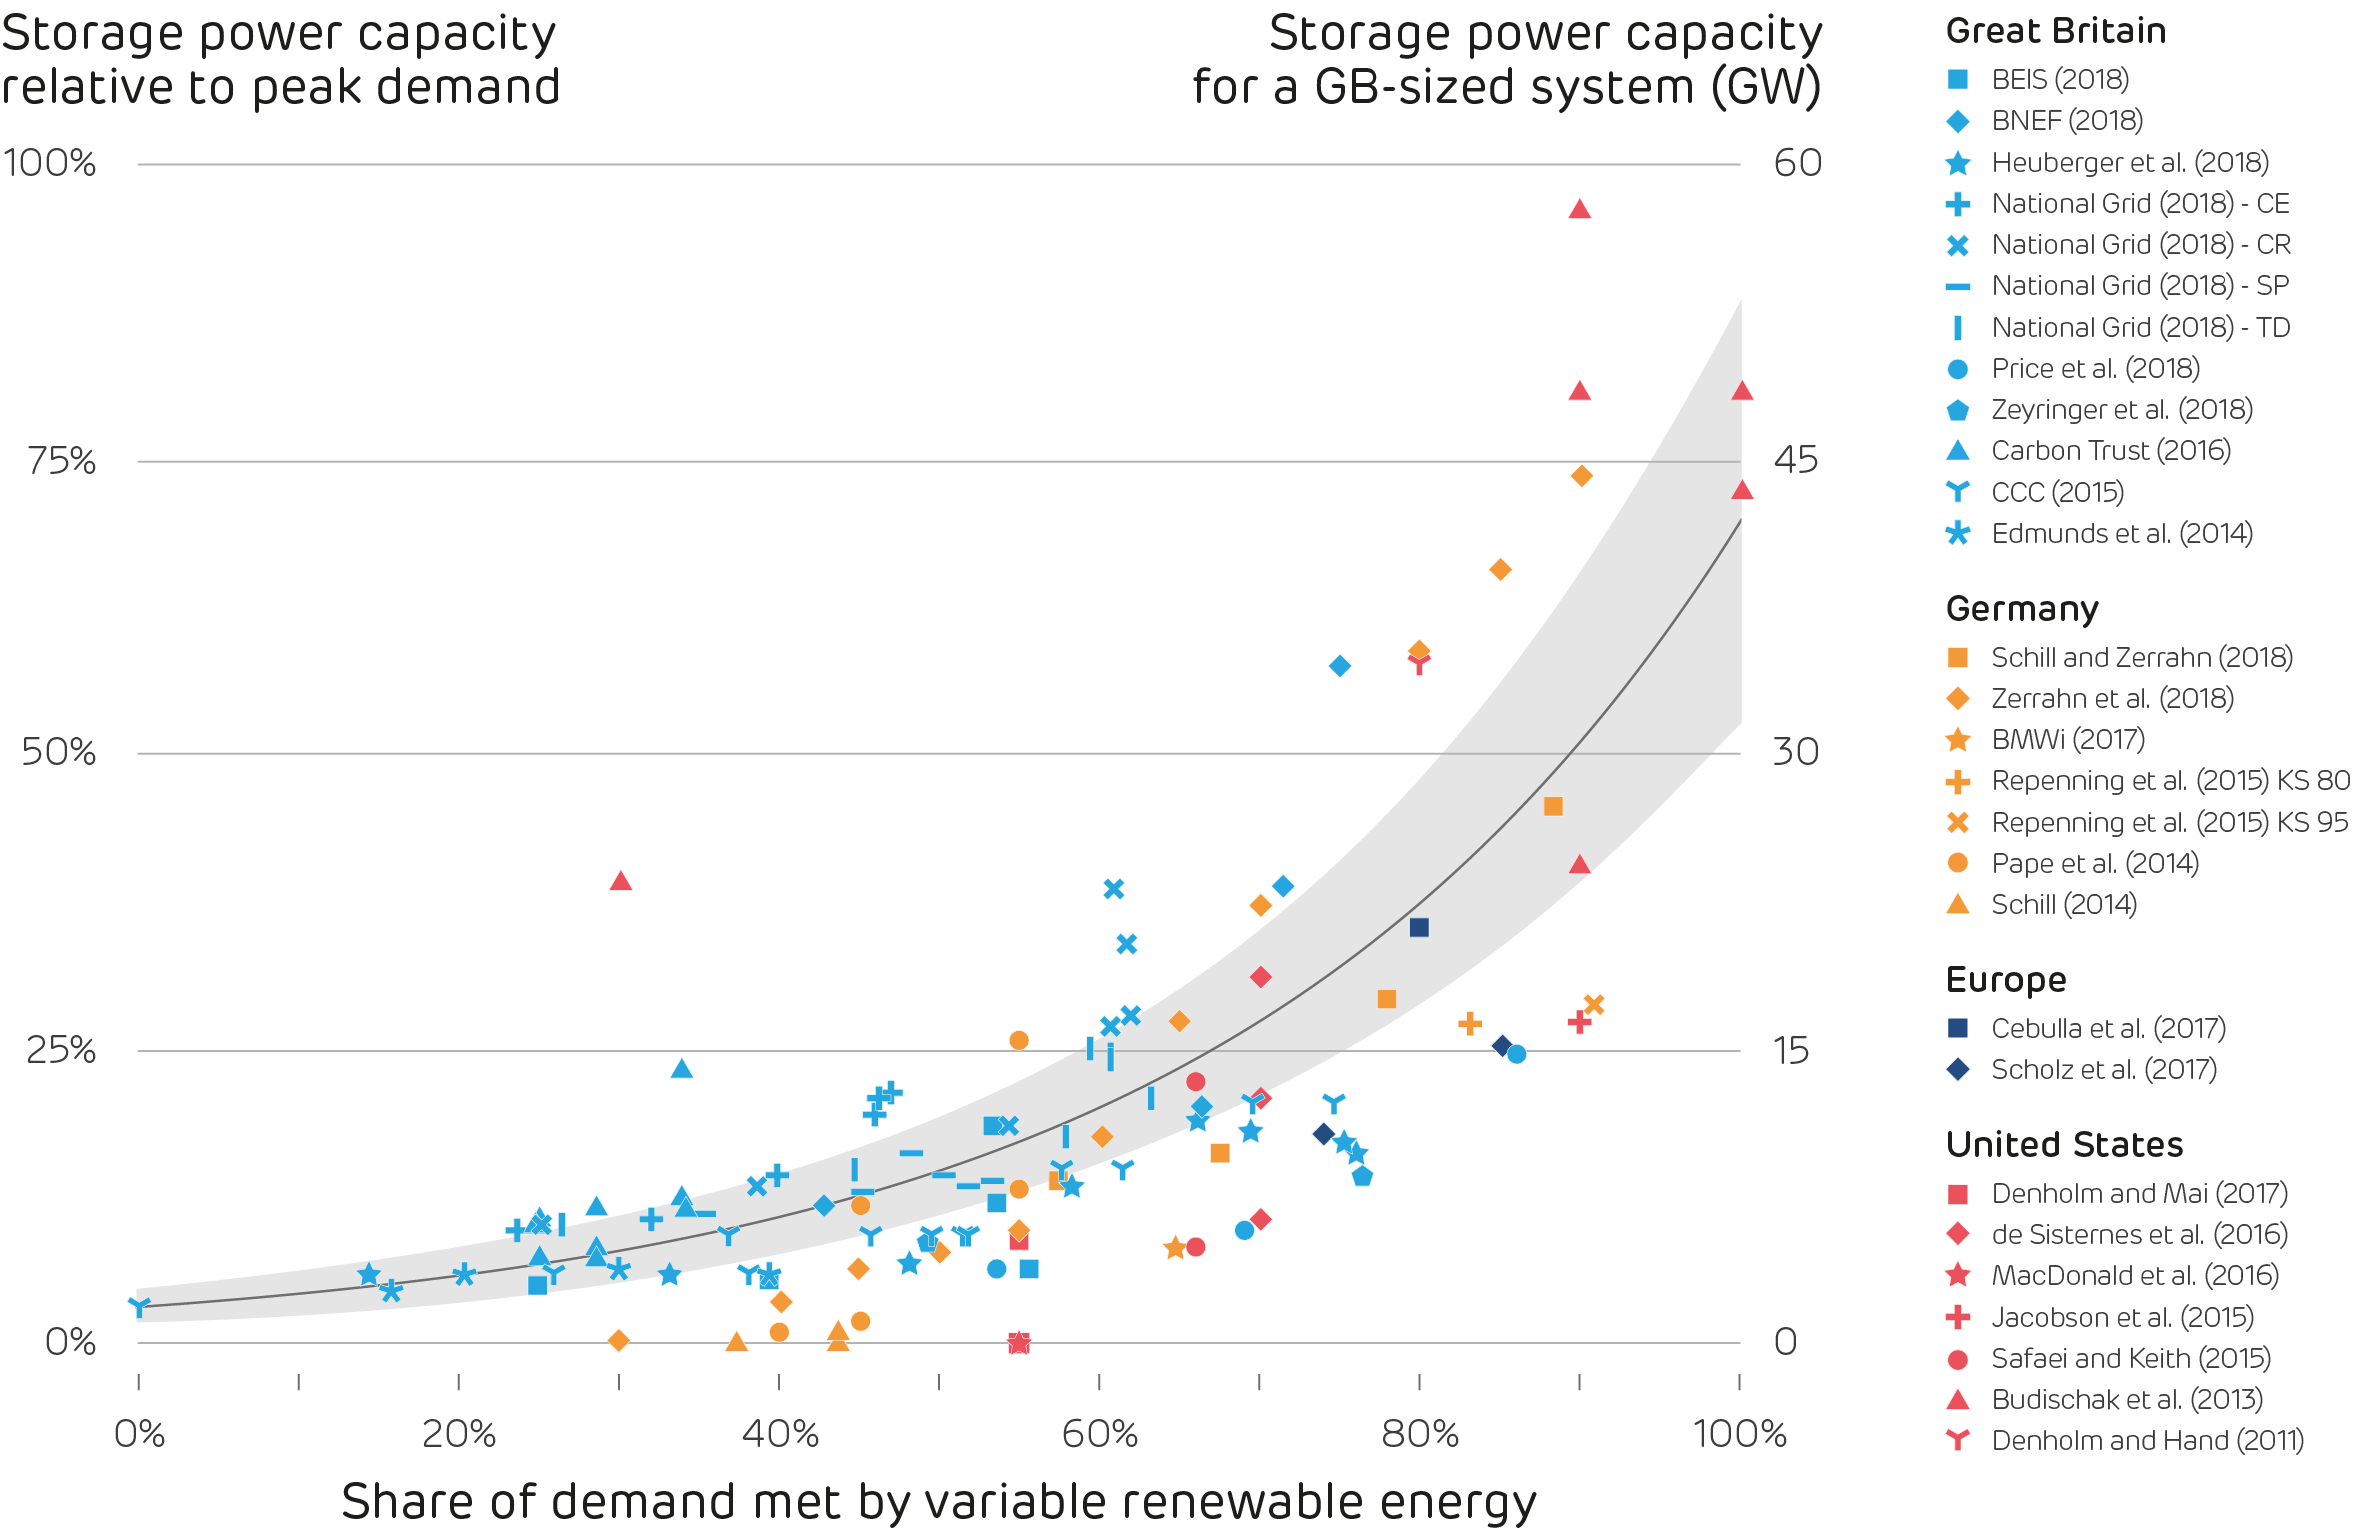 Storage power capacity
relative to peak demand
Storage power capacity
for a GB-sized system (GW)
100%
75%
50%
25%
0%
60
45
30
15
0
0%
20%
40%
60%
80%
100%
Share of demand met by variable renewable energy
Great Britain
BEIS (2018)
BNEF (2018)
Heuberger et al. (2018)
National Grid (2018) - CE
National Grid (2018) - CR
National Grid (2018) - SP
National Grid (2018) - TD
Price et al. (2018)
Zeyringer et al. (2018)
Carbon Trust (2016)
CCC (2015)
Edmunds et al. (2014)
Germany
Schill and Zerrahn (2018)
Zerrahn et al. (2018)
BMWi (2017)
Repenning et al. (2015) KS 80
Repenning et al. (2015) KS 95
Pape et al. (2014)
Schill (2014)
Europe
Cebulla et al. (2017)
Scholz et al. (2017)
United States
Denholm and Mai (2017)
de Sisternes et al. (2016)
MacDonald et al. (2016)
Jacobson et al. (2015)
Safaei and Keith (2015)
Budischak et al. (2013)
Denholm and Hand (2011)